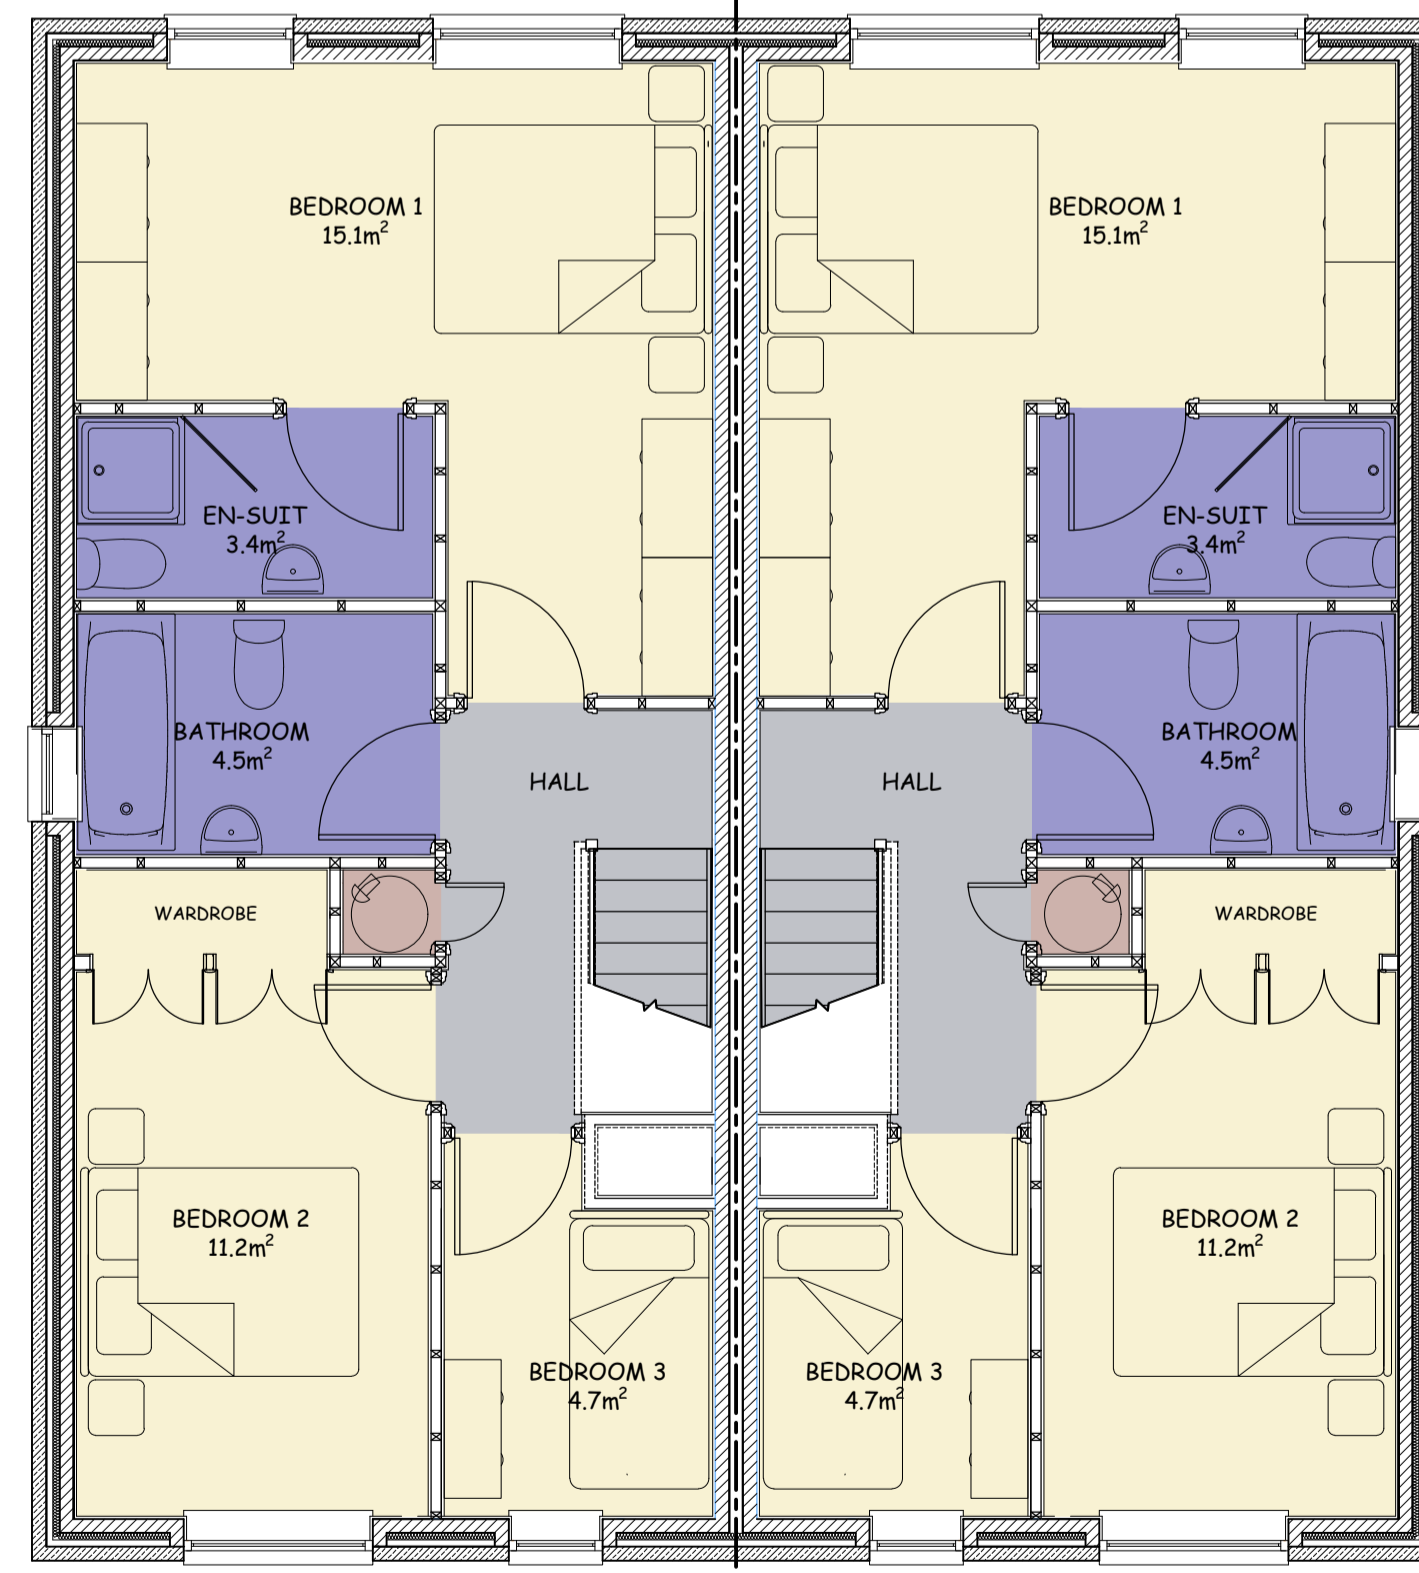 BEDROOM 1
15.1m²
BEDROOM 1
15.1m²
EN-SUIT
3.4m²
EN-SUIT
3.4m²
BATHROOM
4.5m²
HALL
HALL
BATHROOM
4.5m²
WARDROBE
WARDROBE
BEDROOM 2
11.2m²
BEDROOM 2
11.2m²
BEDROOM 3
4.7m²
BEDROOM 3
4.7m²